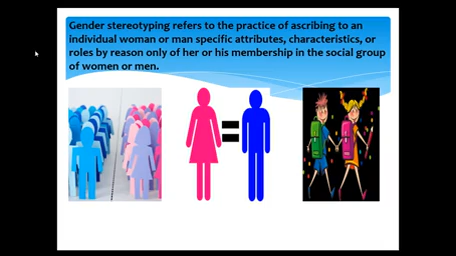 Gender stereotyping refers to the practice of ascribing to an
individual woman or man specific attributes, characteristics, or
roles by reason only of her or his membership in the social group
of women or men.